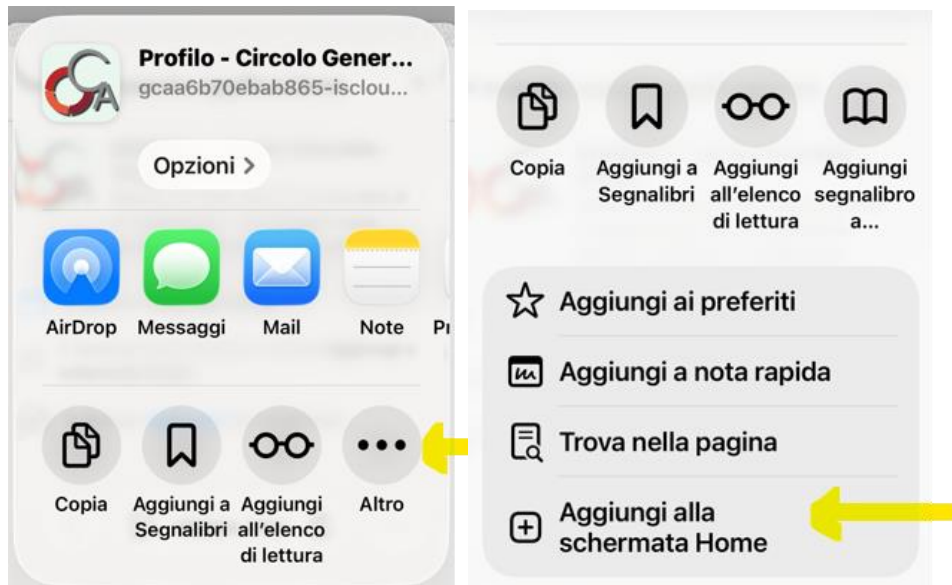 Profilo - Circolo Gener...
gcaa6b70ebab865-isclou...
Opzioni >
AirDrop
Messaggi
Mail
Note
Copia
Aggiungi a
Segnalibri
Aggiungi
all'elenco
di lettura
Altro
Copia
Aggiungi a
Segnalibri
Aggiungi
all'elenco
di lettura
Aggiungi
segnalibro
a...
Aggiungi ai preferiti
Aggiungi a nota rapida
Trova nella pagina
Aggiungi alla
schermata Home